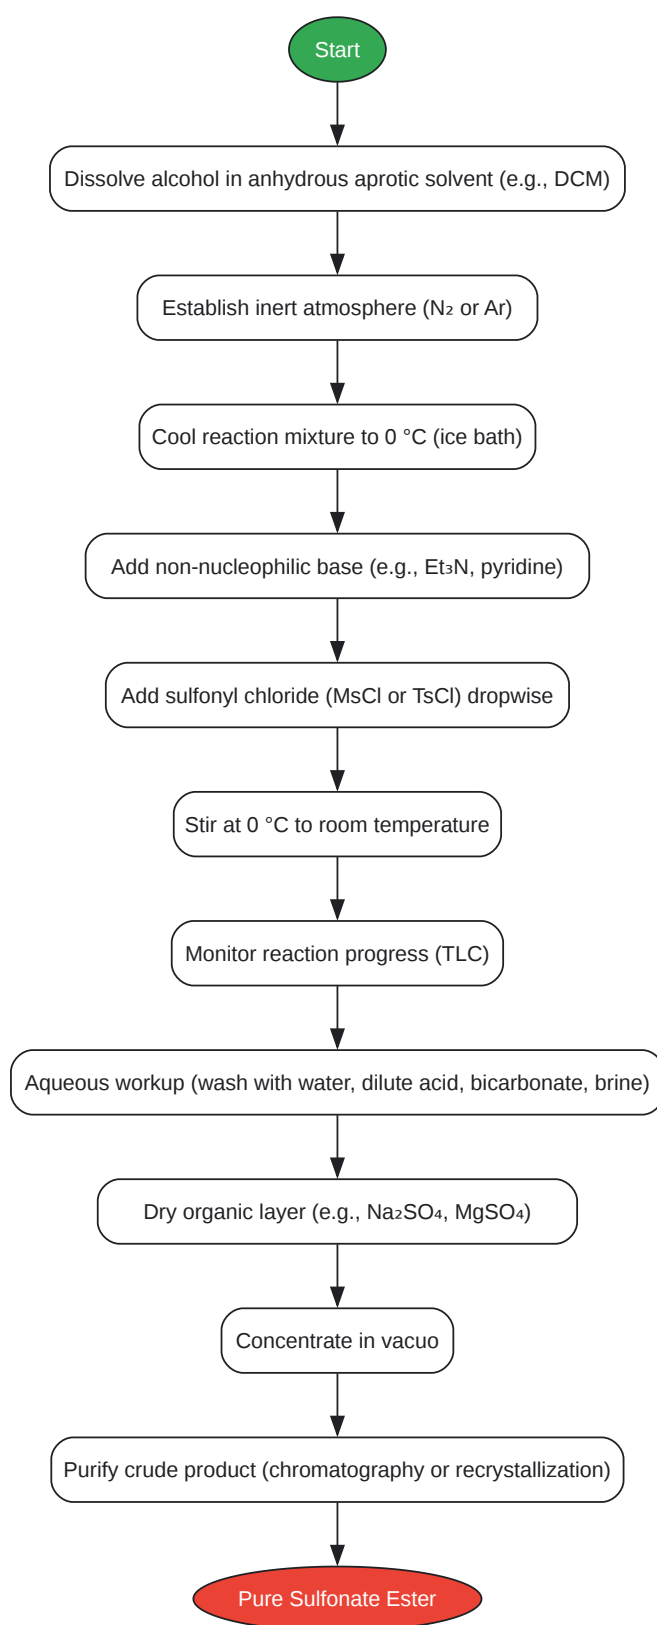 Start
Dissolve alcohol in anhydrous aprotic solvent (e.g., DCM)
Establish inert atmosphere (N₂ or Ar)
Cool reaction mixture to 0 °C (ice bath)
Add non-nucleophilic base (e.g., Et₃N, pyridine)
Add sulfonyl chloride (MsCl or TsCl) dropwise
Stir at 0 °C to room temperature
Monitor reaction progress (TLC)
Aqueous workup (wash with water, dilute acid, bicarbonate, brine)
Dry organic layer (e.g., Na₂SO₄, MgSO₄)
Concentrate in vacuo
Purify crude product (chromatography or recrystallization)
Pure Sulfonate Ester